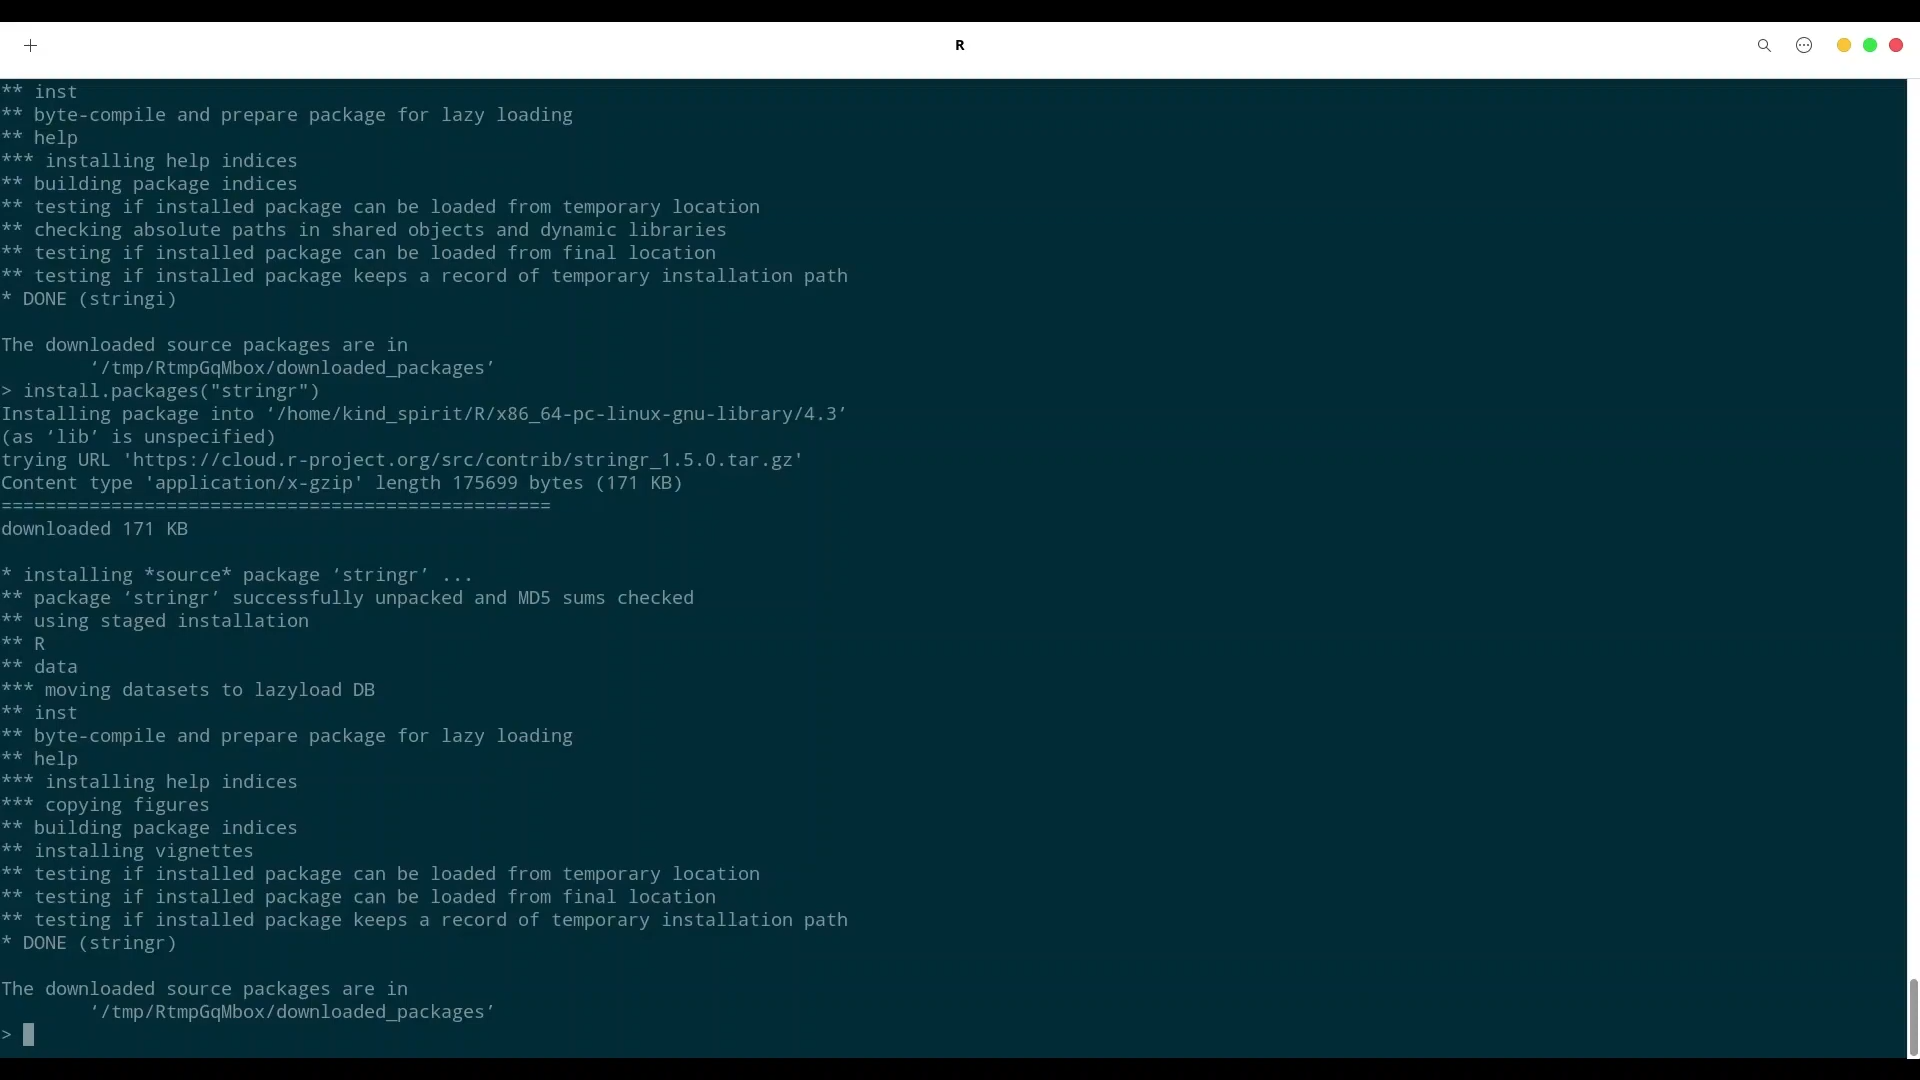 R
** inst
** byte-compile and prepare package for lazy loading
** help
*** installing help indices
** building package indices
** testing if installed package can be loaded from temporary location
** checking absolute paths in shared objects and dynamic libraries
** testing if installed package can be loaded from final location
** testing if installed package keeps a record of temporary installation path
* DONE (stringi)

The downloaded source packages are in
        ‘/tmp/RtmpGqMbox/downloaded_packages’
> install.packages("stringr")
Installing package into ‘/home/kind_spirit/R/x86_64-pc-linux-gnu-library/4.3’
(as ‘lib’ is unspecified)
trying URL 'https://cloud.r-project.org/src/contrib/stringr_1.5.0.tar.gz'
Content type 'application/x-gzip' length 175699 bytes (171 KB)
==================================================
downloaded 171 KB

* installing *source* package ‘stringr’ ...
** package ‘stringr’ successfully unpacked and MD5 sums checked
** using staged installation
** R
** data
*** moving datasets to lazyload DB
** inst
** byte-compile and prepare package for lazy loading
** help
*** installing help indices
*** copying figures
** building package indices
** installing vignettes
** testing if installed package can be loaded from temporary location
** testing if installed package can be loaded from final location
** testing if installed package keeps a record of temporary installation path
* DONE (stringr)

The downloaded source packages are in
        ‘/tmp/RtmpGqMbox/downloaded_packages’
>